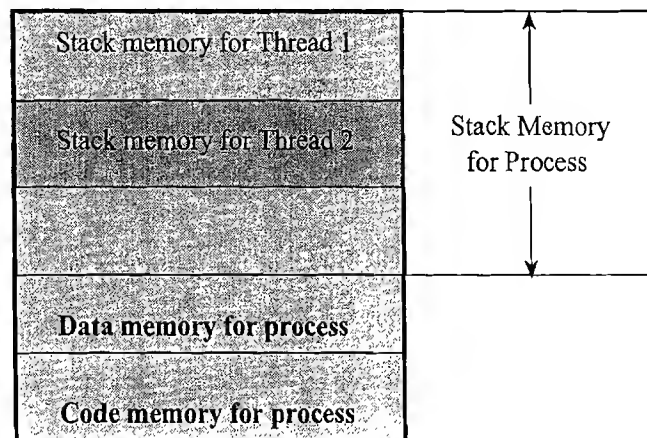 Stack memory for Thread 1
Stack memory for Thread 2
Stack Memory
for Process
Data memory for process
Code memory for process